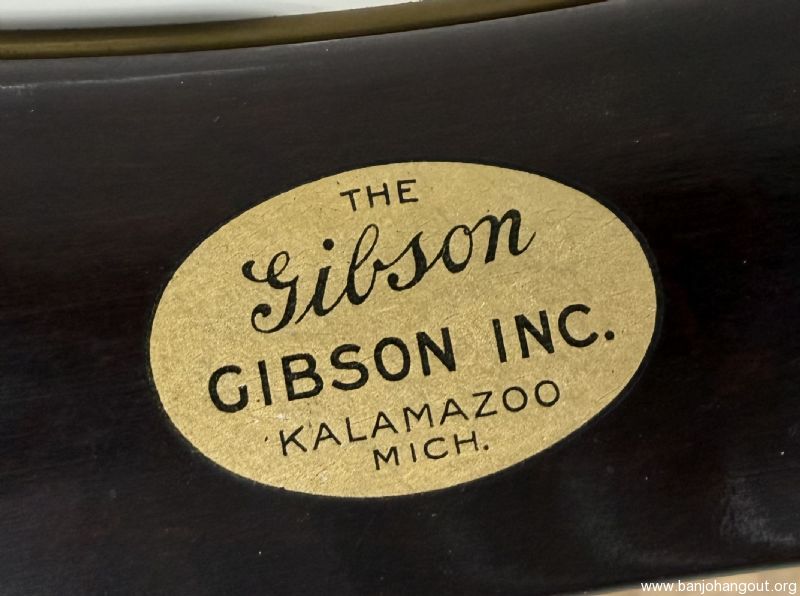 THE
Gibson
GIBSON INC.
KALAMAZOO
MICH.
www.banjohangout.org